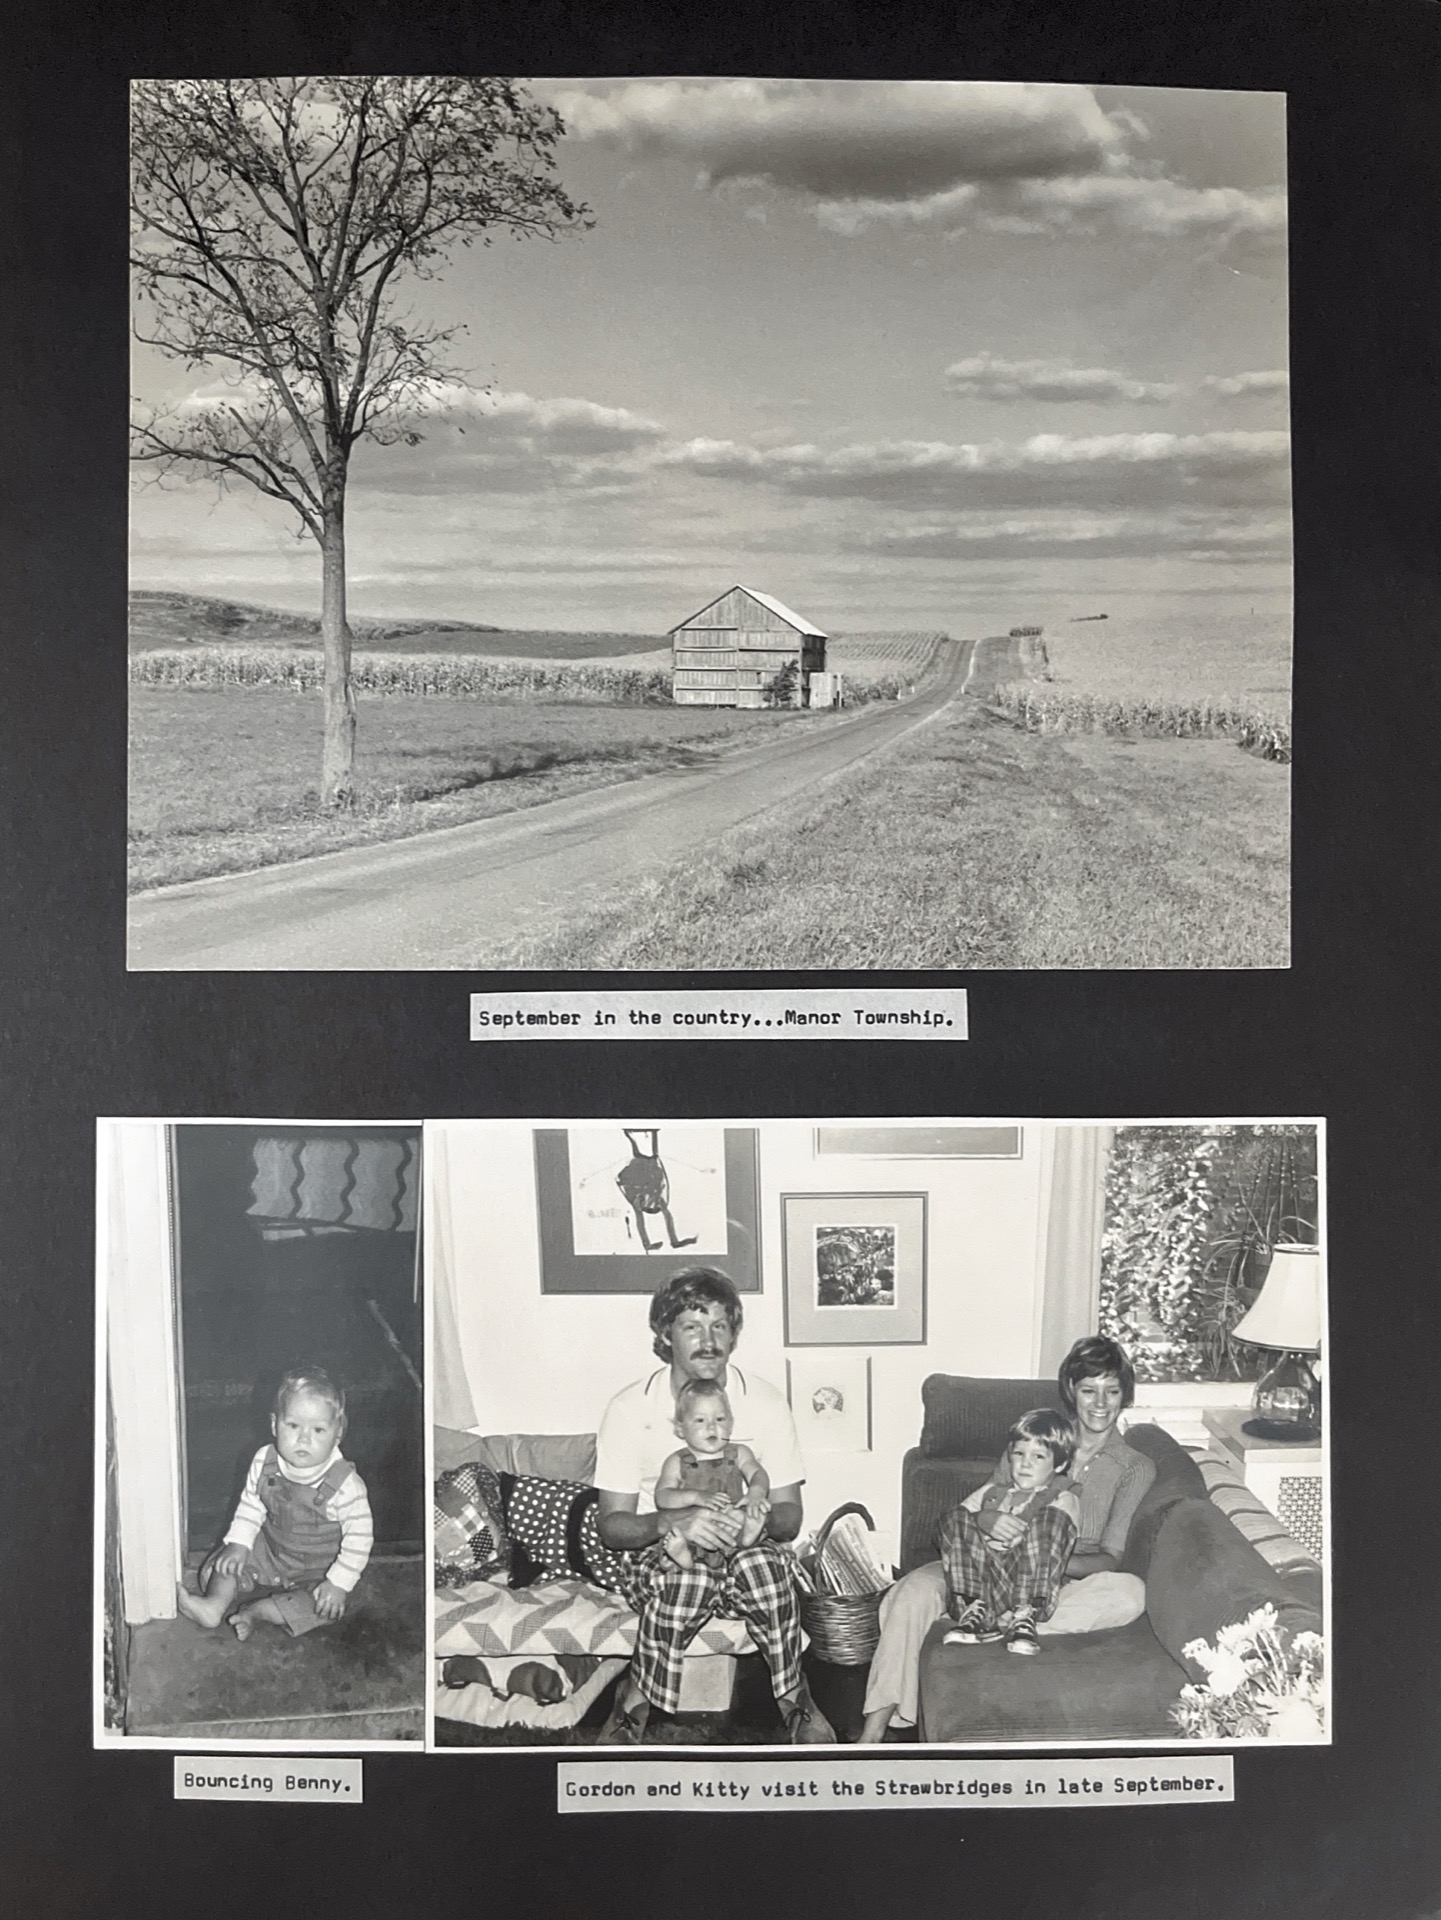 September in the country...Manor Township.
Bouncing Benny.
Gordon and Kitty visit the Strawbridges in late September.